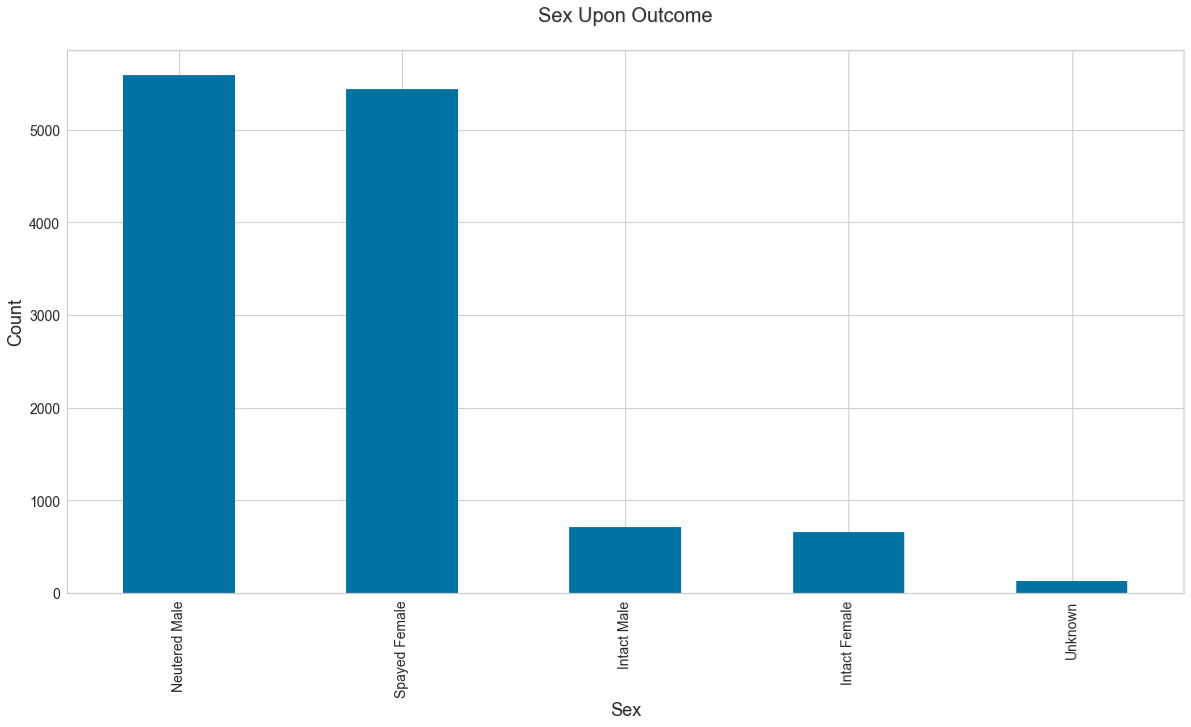 Sex Upon Outcome
Count
5000
4000
3000
2000
1000
0
Neutered Male
Spayed Female
Intact Male
Intact Female
Unknown
Sex